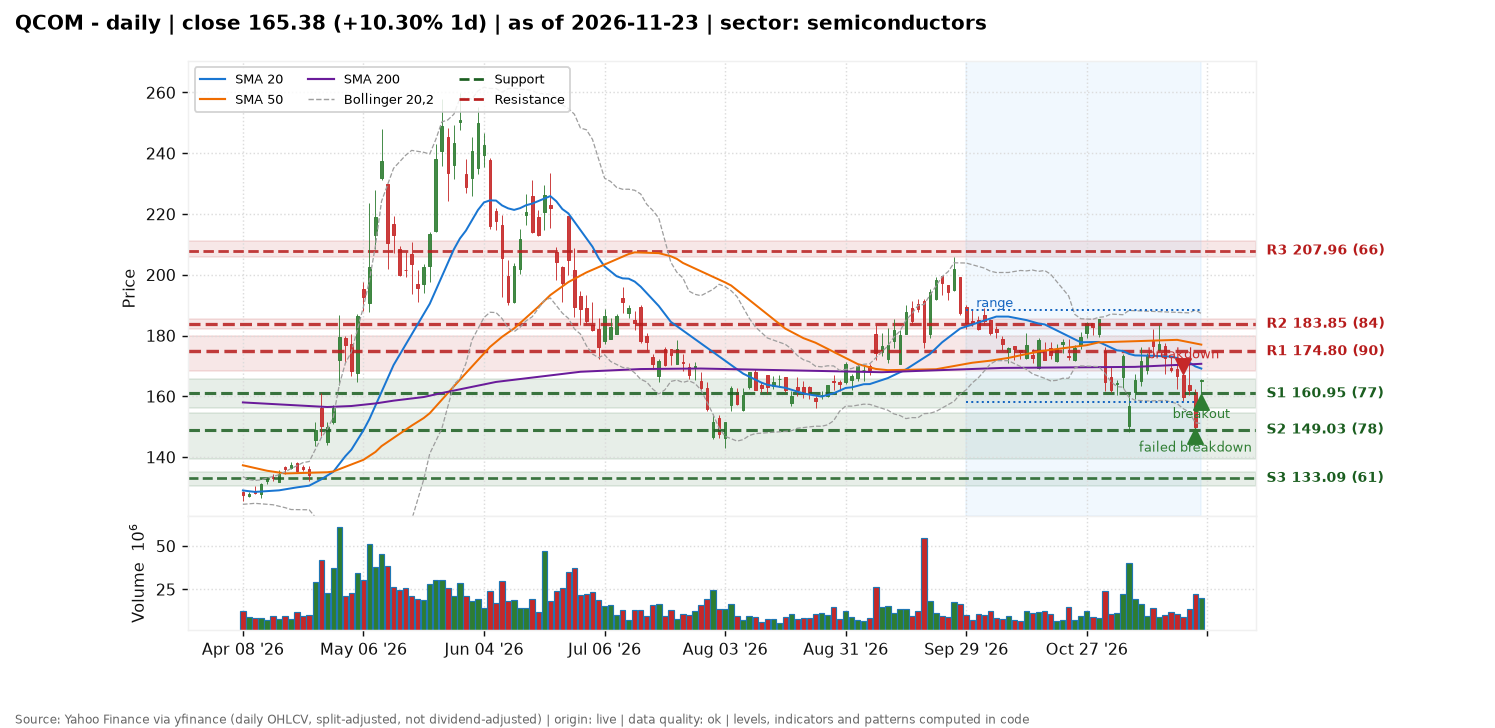 QCOM - daily | close 165.38 (+10.30% 1d) | as of 2026-11-23 | sector: semiconductors
SMA 20
SMA 50
SMA 200
Bollinger 20,2
Support
Resistance
Price
260
240
220
200
180
160
140
range
breakdown
breakout
failed breakdown
R3 207.96 (66)
R2 183.85 (84)
R1 174.80 (90)
S1 160.95 (77)
S2 149.03 (78)
S3 133.09 (61)
Volume 10⁶
50
25
Apr 08 '26
May 06 '26
Jun 04 '26
Jul 06 '26
Aug 03 '26
Aug 31 '26
Sep 29 '26
Oct 27 '26
Source: Yahoo Finance via yfinance (daily OHLCV, split-adjusted, not dividend-adjusted) | origin: live | data quality: ok | levels, indicators and patterns computed in code